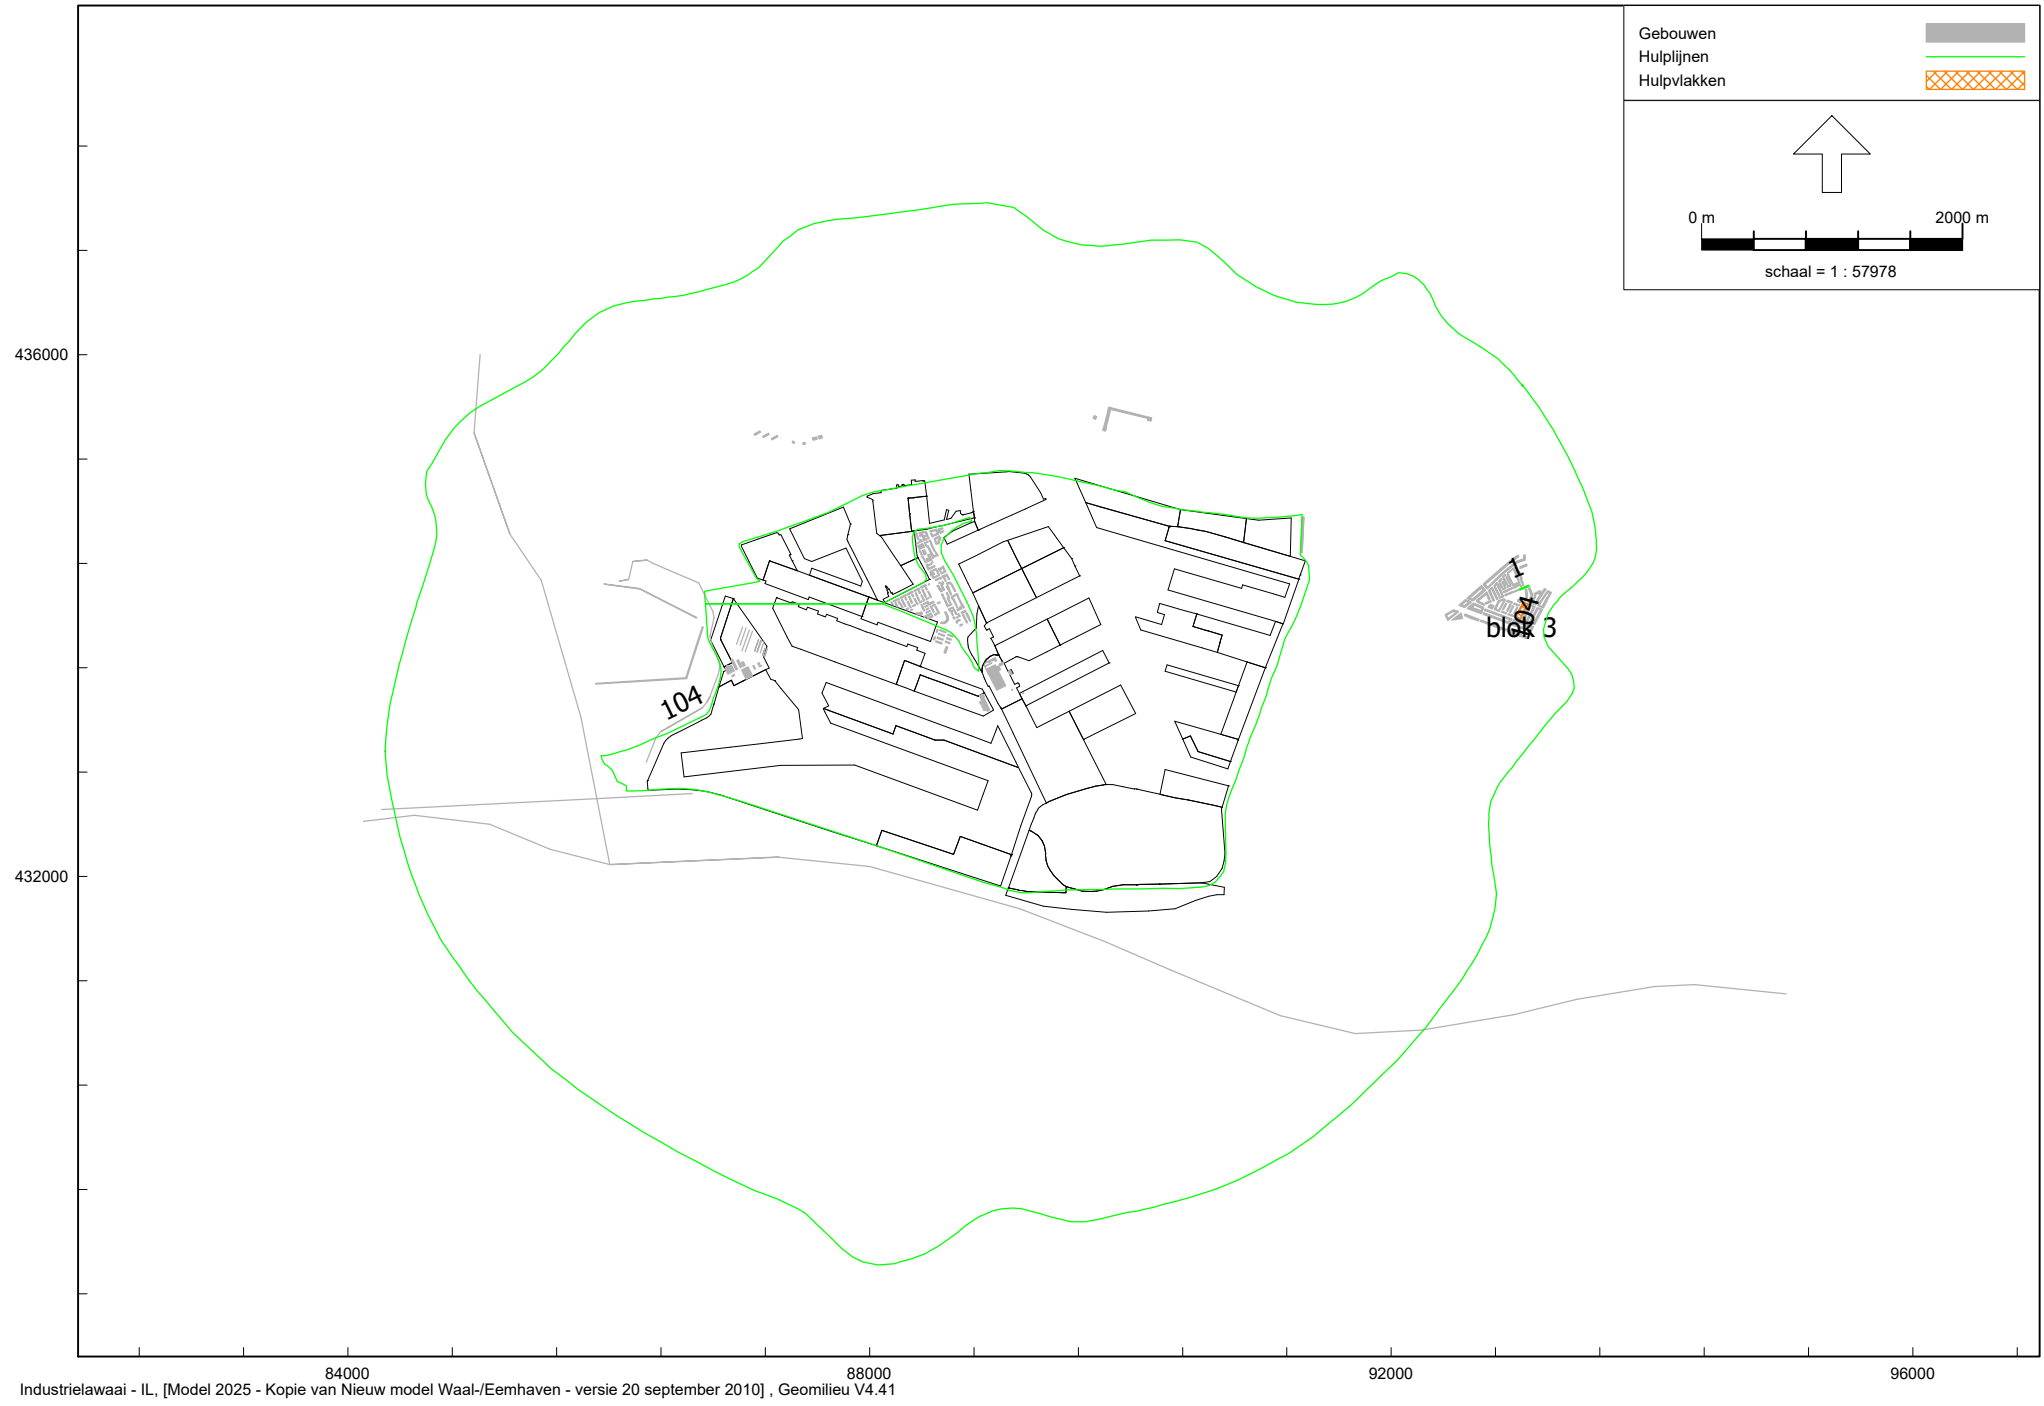 Gebouwen
Hulplijnen
Hulpvlakken
0 m 2000 m
schaal = 1 : 57978
436000
1
04
blok 3
104
432000
84000 88000 92000 96000
Industrielawaai - IL, [Model 2025 - Kopie van Nieuw model Waal-/Eemhaven - versie 20 september 2010] , Geomilieu V4.41